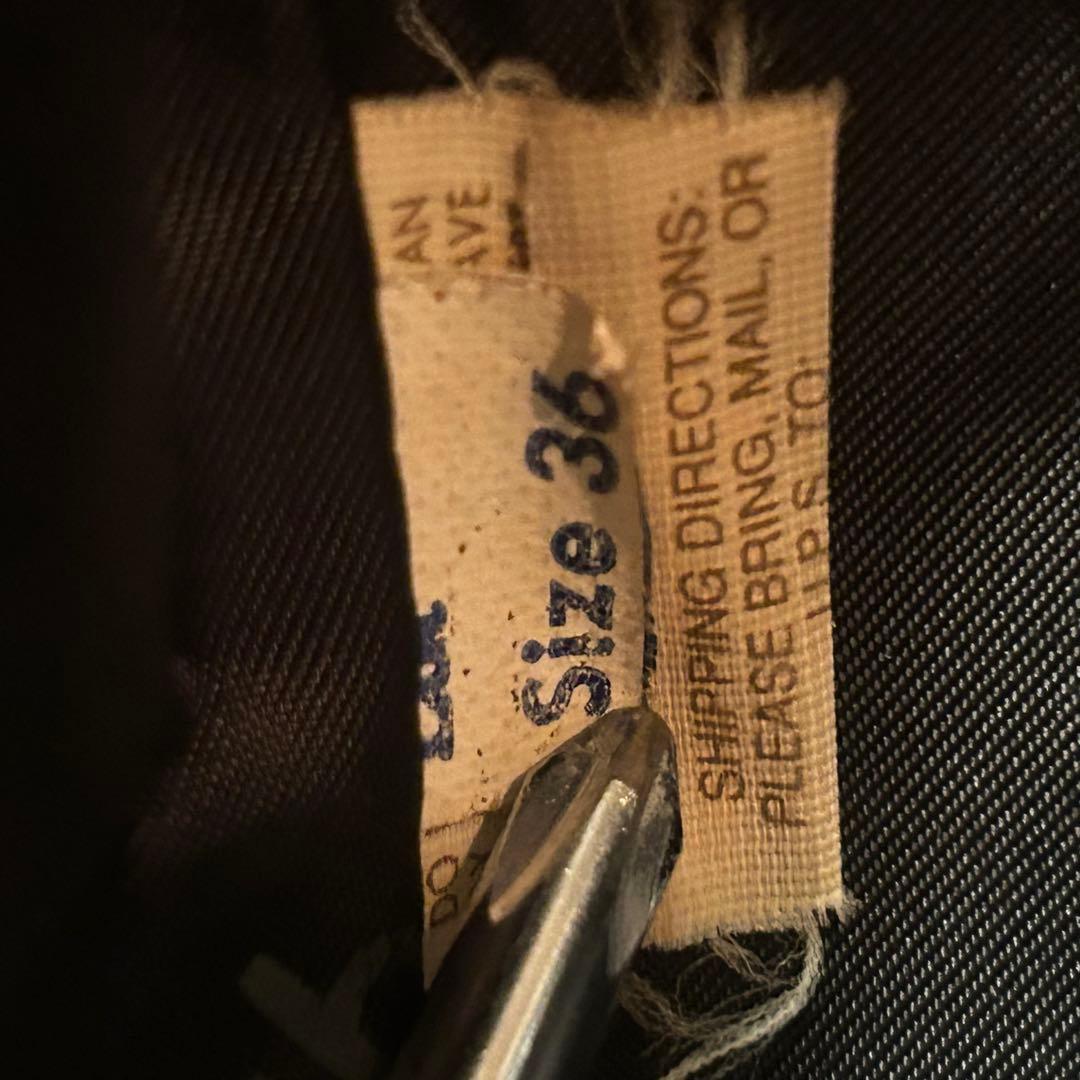 AN
AVE
DO
Size 36
SHIPPING DIRECTIONS:
PLEASE BRING, MAIL, OR
U.P.S. TO: